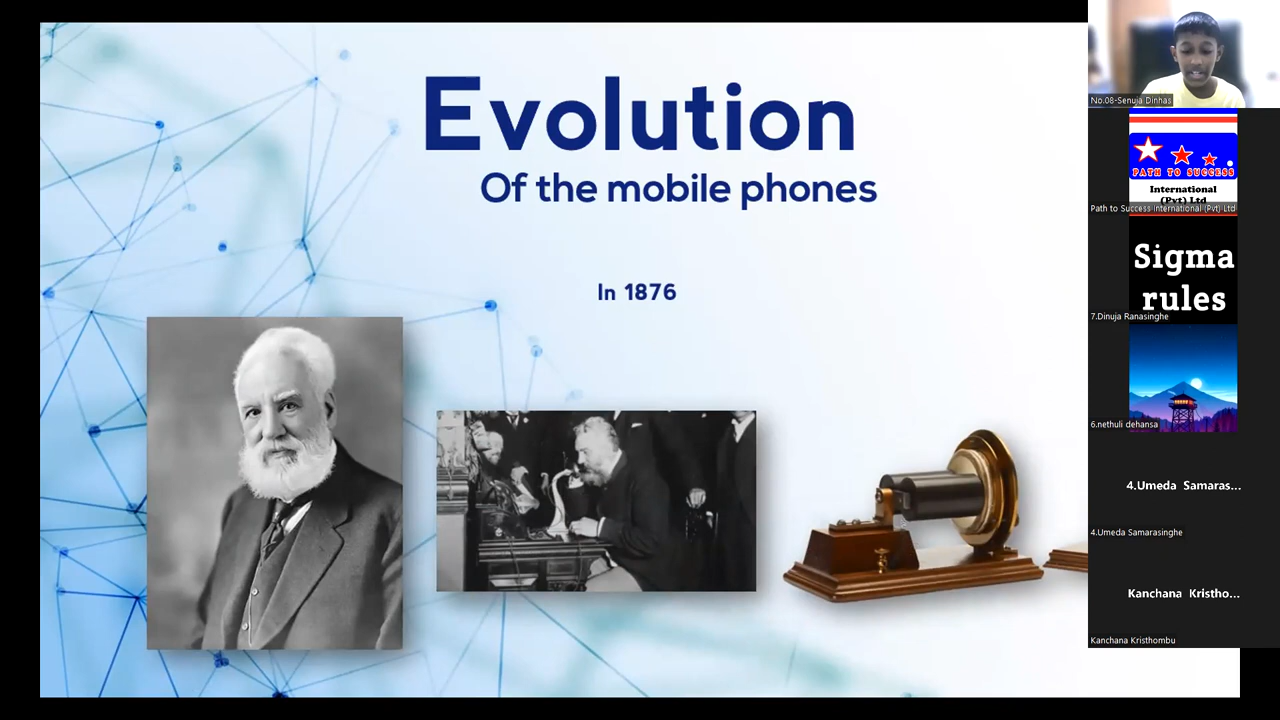 Evolution
Of the mobile phones
In 1876
No.08-Senuja Dinhas
PATH TO SUCCESS
International
(Pvt) Ltd
Path to Success International (Pvt) Ltd
Sigma
rules
7.Dinuja Ranasinghe
6.nethuli dehansa
4.Umeda Samaras...
4.Umeda Samarasinghe
Kanchana Kristho...
Kanchana Kristhombu